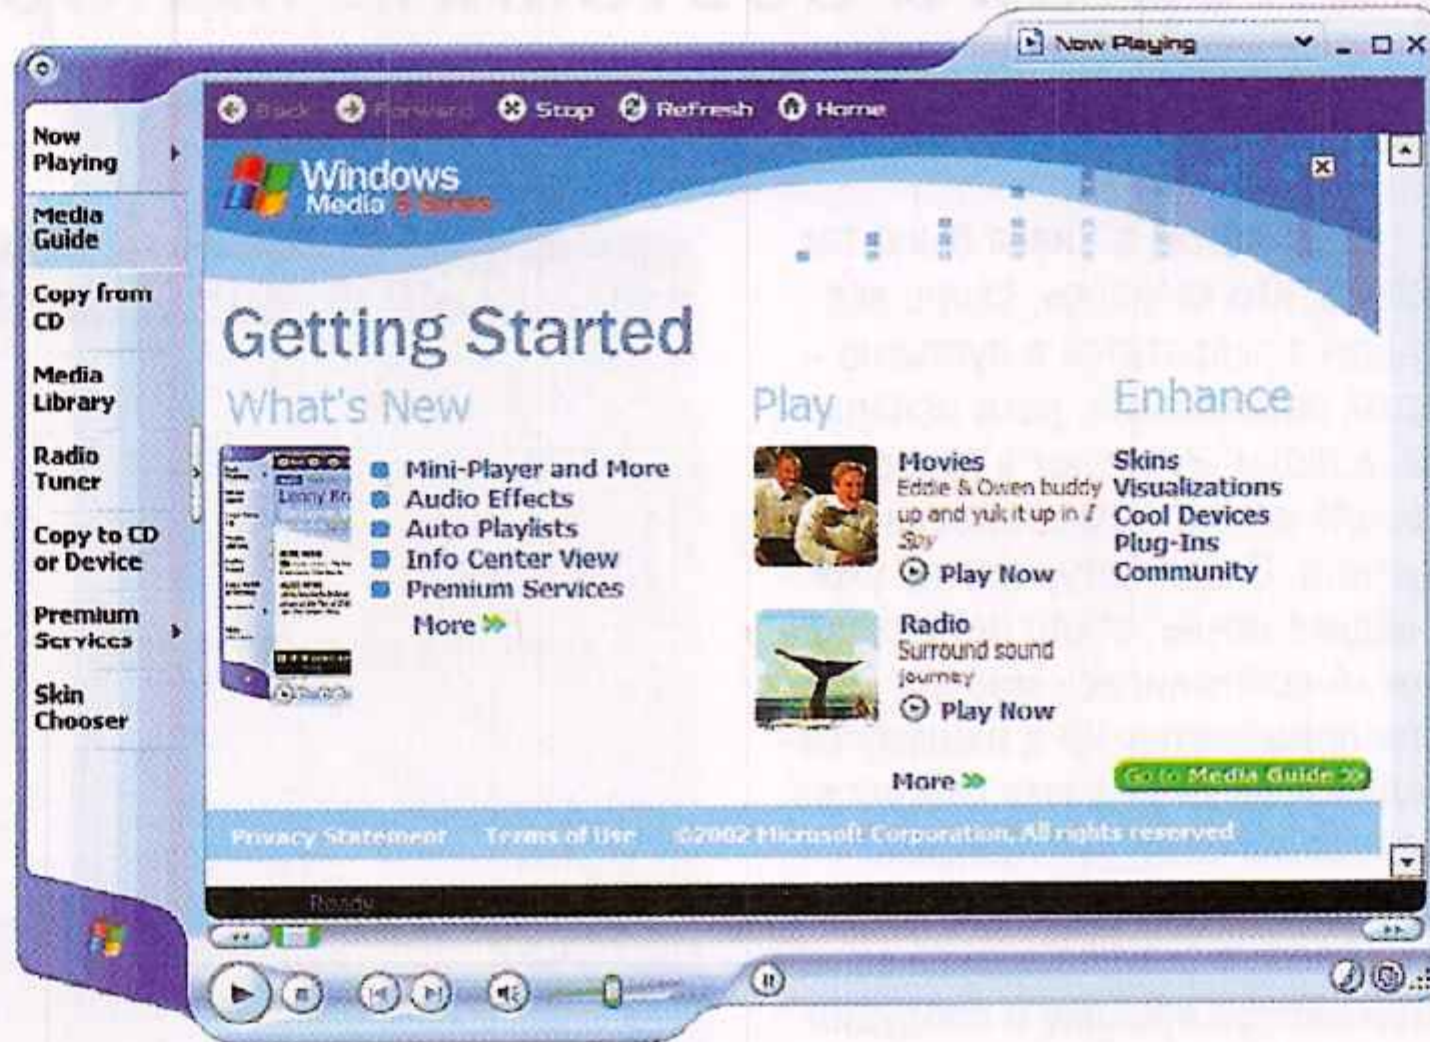 Now Playing
Back Forward Stop Refresh Home
Now
Playing
Media
Guide
Copy from
CD
Media
Library
Radio
Tuner
Copy to CD
or Device
Premium
Services
Skin
Chooser
Windows
Media 9 Series
Getting Started
What's New
Mini-Player and More
Audio Effects
Auto Playlists
Info Center View
Premium Services
More
Play
Movies
Eddie & Owen buddy
up and yuk it up in I
Spy
Play Now
Radio
Surround sound
journey
Play Now
More
Enhance
Skins
Visualizations
Cool Devices
Plug-Ins
Community
Go to Media Guide
Privacy Statement Terms of Use ©2002 Microsoft Corporation. All rights reserved
Ready